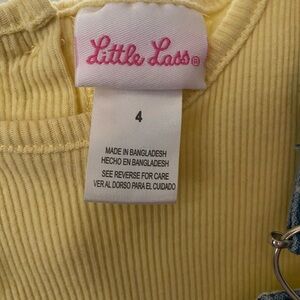 Little Lass®
4
MADE IN BANGLADESH
HECHO EN BANGLADESH
SEE REVERSE FOR CARE
VER AL DORSO PARA EL CUIDADO